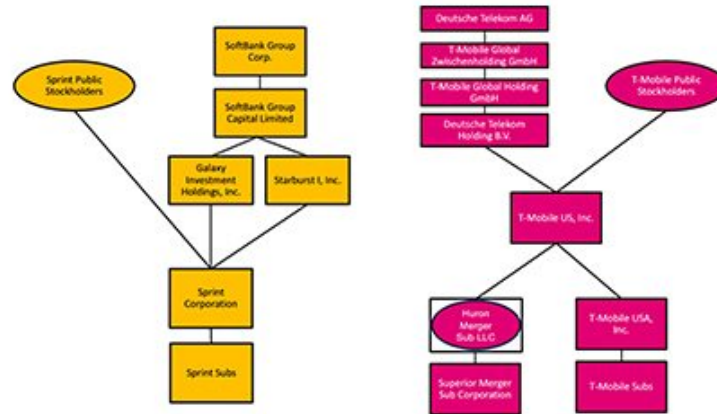 SoftBank Group
Corp.
Sprint Public
Stockholders
SoftBank Group
Capital Limited
Galaxy
Investment
Holdings, Inc.
Starburst I, Inc.
Sprint
Corporation
Sprint Subs
Deutsche Telekom AG
T-Mobile Global
Zwischenholding GmbH
T-Mobile Global Holding
GmbH
Deutsche Telekom
Holding B.V.
T-Mobile Public
Stockholders
T-Mobile US, Inc.
Huron
Merger
Sub LLC
T-Mobile USA,
Inc.
Superior Merger
Sub Corporation
T-Mobile Subs